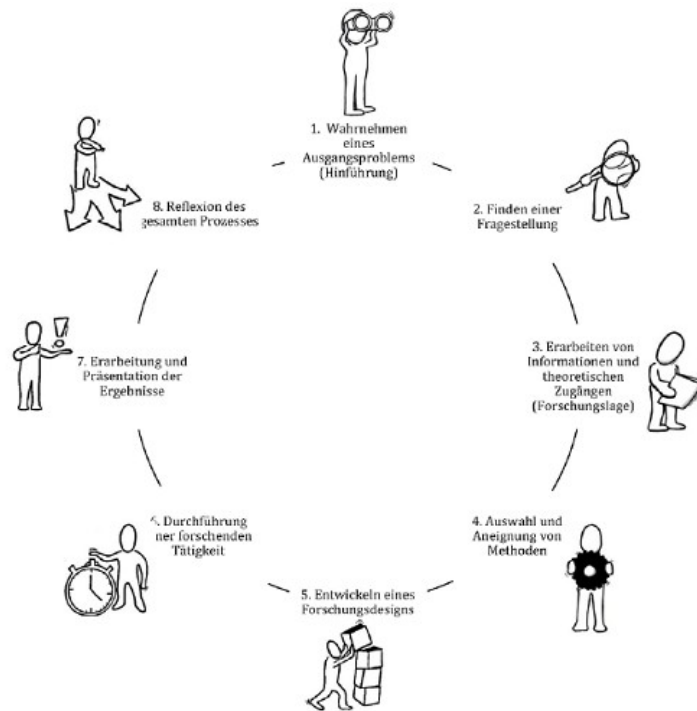 1. Wahrnehmen
eines
Ausgangsproblems
(Hinführung)
2. Finden einer
Fragestellung
3. Erarbeiten von
Informationen und
theoretischen
Zugängen
(Forschungslage)
4. Auswahl und
Aneignung von
Methoden
5. Entwickeln eines
Forschungsdesigns
. Durchführung
ner forschenden
Tätigkeit
7. Erarbeitung und
Präsentation der
Ergebnisse
8. Reflexion des
gesamten Prozesses